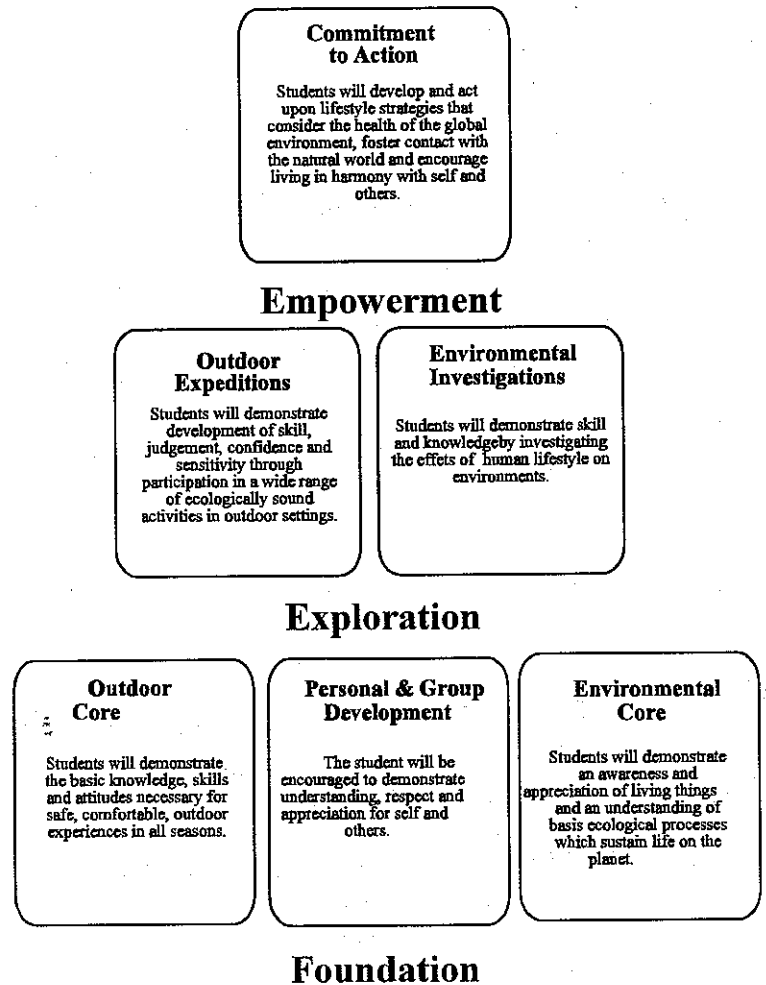 Commitment
to Action
Students will develop and act
upon lifestyle strategies that
consider the health of the global
environment, foster contact with
the natural world and encourage
living in harmony with self and
others.
Empowerment
Outdoor
Expeditions
Students will demonstrate
development of skill,
judgement, confidence and
sensitivity through
participation in a wide range
of ecologically sound
activities in outdoor settings.
Environmental
Investigations
Students will demonstrate skill
and knowledgeby investigating
the effets of human lifestyle on
environments.
Exploration
Outdoor
Core
Students will demonstrate
the basic knowledge, skills
and attitudes necessary for
safe, comfortable, outdoor
experiences in all seasons.
Personal & Group
Development
The student will be
encouraged to demonstrate
understanding, respect and
appreciation for self and
others.
Environmental
Core
Students will demonstrate
an awareness and
appreciation of living things
and an understanding of
basis ecological processes
which sustain life on the
planet.
Foundation